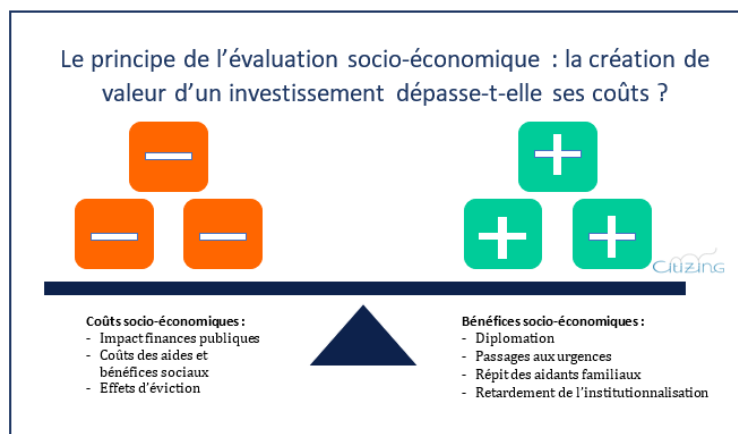 Le principe de l'évaluation socio-économique : la création de
valeur d'un investissement dépasse-t-elle ses coûts ?
CitizinG
Coûts socio-économiques :
- Impact finances publiques
- Coûts des aides et
bénéfices sociaux
- Effets d'éviction
Bénéfices socio-économiques :
- Diplomation
- Passages aux urgences
- Répit des aidants familiaux
- Retardement de l'institutionnalisation